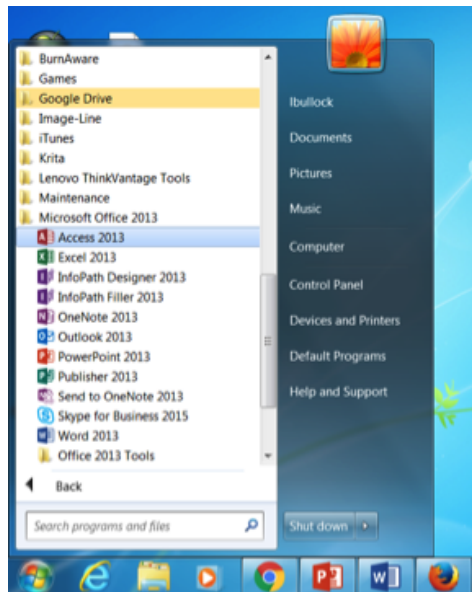 BurnAware
Games
Google Drive
Image-Line
iTunes
Krita
Lenovo ThinkVantage Tools
Maintenance
Microsoft Office 2013
Access 2013
Excel 2013
InfoPath Designer 2013
InfoPath Filler 2013
OneNote 2013
Outlook 2013
PowerPoint 2013
Publisher 2013
Send to OneNote 2013
Skype for Business 2015
Word 2013
Office 2013 Tools
Back
Search programs and files
lbullock
Documents
Pictures
Music
Computer
Control Panel
Devices and Printers
Default Programs
Help and Support
Shut down